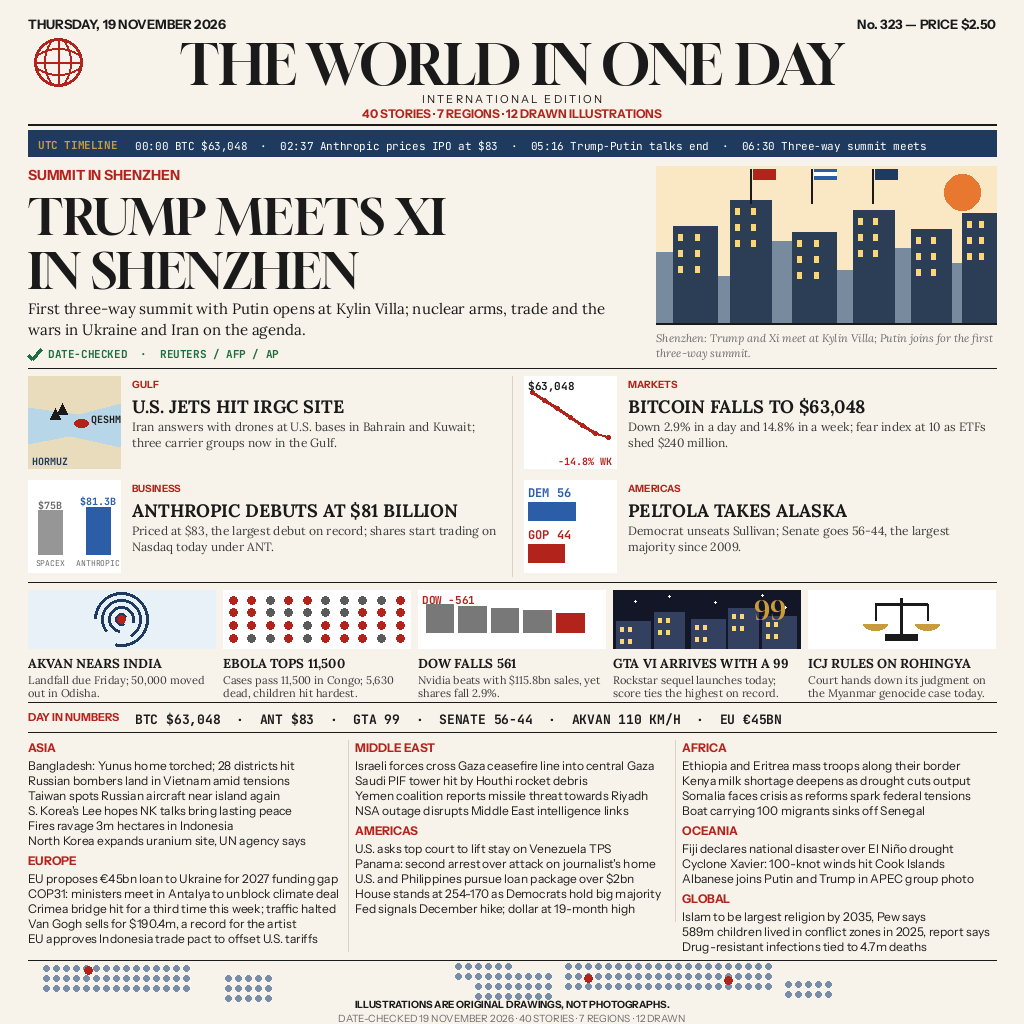 THURSDAY, 19 NOVEMBER 2026
No. 323 — PRICE $2.50
THE WORLD IN ONE DAY
INTERNATIONAL EDITION
40 STORIES · 7 REGIONS · 12 DRAWN ILLUSTRATIONS
UTC TIMELINE 00:00 BTC $63,048 · 02:37 Anthropic prices IPO at $83 · 05:16 Trump-Putin talks end · 06:30 Three-way summit meets
SUMMIT IN SHENZHEN
TRUMP MEETS XI
IN SHENZHEN
First three-way summit with Putin opens at Kylin Villa; nuclear arms, trade and the
wars in Ukraine and Iran on the agenda.
DATE-CHECKED · REUTERS / AFP / AP
Shenzhen: Trump and Xi meet at Kylin Villa; Putin joins for the first
three-way summit.
QESHM
HORMUZ
GULF
U.S. JETS HIT IRGC SITE
Iran answers with drones at U.S. bases in Bahrain and Kuwait;
three carrier groups now in the Gulf.
$63,048
-14.8% WK
MARKETS
BITCOIN FALLS TO $63,048
Down 2.9% in a day and 14.8% in a week; fear index at 10 as ETFs
shed $240 million.
$75B
$81.3B
SPACEX
ANTHROPIC
BUSINESS
ANTHROPIC DEBUTS AT $81 BILLION
Priced at $83, the largest debut on record; shares start trading on
Nasdaq today under ANT.
DEM 56
GOP 44
AMERICAS
PELTOLA TAKES ALASKA
Democrat unseats Sullivan; Senate goes 56-44, the largest
majority since 2009.
AKVAN NEARS INDIA
Landfall due Friday; 50,000 moved
out in Odisha.
EBOLA TOPS 11,500
Cases pass 11,500 in Congo; 5,630
dead, children hit hardest.
DOW -561
DOW FALLS 561
Nvidia beats with $115.8bn sales, yet
shares fall 2.9%.
99
GTA VI ARRIVES WITH A 99
Rockstar sequel launches today;
score ties the highest on record.
ICJ RULES ON ROHINGYA
Court hands down its judgment on
the Myanmar genocide case today.
DAY IN NUMBERS BTC $63,048 · ANT $83 · GTA 99 · SENATE 56-44 · AKVAN 110 KM/H · EU €45BN
ASIA
Bangladesh: Yunus home torched; 28 districts hit
Russian bombers land in Vietnam amid tensions
Taiwan spots Russian aircraft near island again
S. Korea's Lee hopes NK talks bring lasting peace
Fires ravage 3m hectares in Indonesia
North Korea expands uranium site, UN agency says
EUROPE
EU proposes €45bn loan to Ukraine for 2027 funding gap
COP31: ministers meet in Antalya to unblock climate deal
Crimea bridge hit for a third time this week; traffic halted
Van Gogh sells for $190.4m, a record for the artist
EU approves Indonesia trade pact to offset U.S. tariffs
MIDDLE EAST
Israeli forces cross Gaza ceasefire line into central Gaza
Saudi PIF tower hit by Houthi rocket debris
Yemen coalition reports missile threat towards Riyadh
NSA outage disrupts Middle East intelligence links
AMERICAS
U.S. asks top court to lift stay on Venezuela TPS
Panama: second arrest over attack on journalist's home
U.S. and Philippines pursue loan package over $2bn
House stands at 254-170 as Democrats hold big majority
Fed signals December hike; dollar at 19-month high
AFRICA
Ethiopia and Eritrea mass troops along their border
Kenya milk shortage deepens as drought cuts output
Somalia faces crisis as reforms spark federal tensions
Boat carrying 100 migrants sinks off Senegal
OCEANIA
Fiji declares national disaster over El Niño drought
Cyclone Xavier: 100-knot winds hit Cook Islands
Albanese joins Putin and Trump in APEC group photo
GLOBAL
Islam to be largest religion by 2035, Pew says
589m children lived in conflict zones in 2025, report says
Drug-resistant infections tied to 4.7m deaths
ILLUSTRATIONS ARE ORIGINAL DRAWINGS, NOT PHOTOGRAPHS.
DATE-CHECKED 19 NOVEMBER 2026 · 40 STORIES · 7 REGIONS · 12 DRAWN